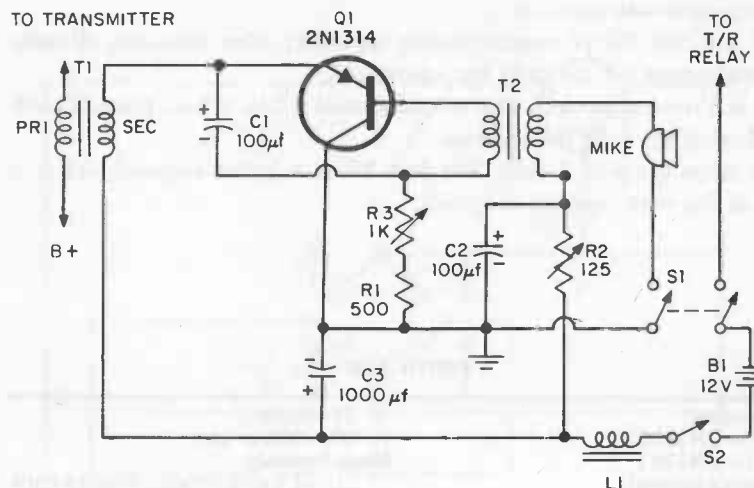 TO TRANSMITTER
Q1
2N1314
TO
T/R
RELAY
T1
PRI
SEC
B+
+
-
C1
100µf
T2
MIKE
R3
1K
R1
500
+
-
C2
100µf
R2
125
S1
-
+
C3
1000µf
B1
12V
S2
L1